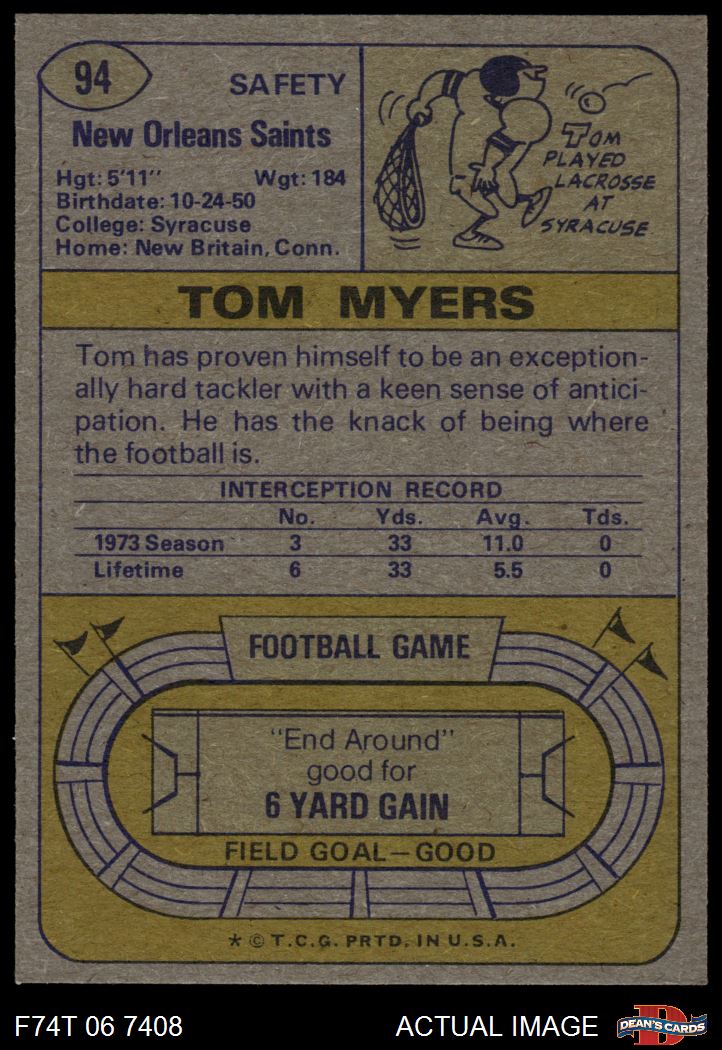 94
SAFETY
New Orleans Saints
Hgt: 5'11" Wgt: 184
Birthdate: 10-24-50
College: Syracuse
Home: New Britain, Conn.
TOM
PLAYED
LACROSSE
AT
SYRACUSE
TOM MYERS
Tom has proven himself to be an exception-
ally hard tackler with a keen sense of antici-
pation. He has the knack of being where
the football is.
INTERCEPTION RECORD
No. Yds. Avg. Tds.
1973 Season 3 33 11.0 0
Lifetime 6 33 5.5 0
FOOTBALL GAME
"End Around"
good for
6 YARD GAIN
FIELD GOAL—GOOD
* © T.C.G. PRTD. IN U.S.A.
F74T 06 7408 ACTUAL IMAGE
D
DEAN'S CARDS